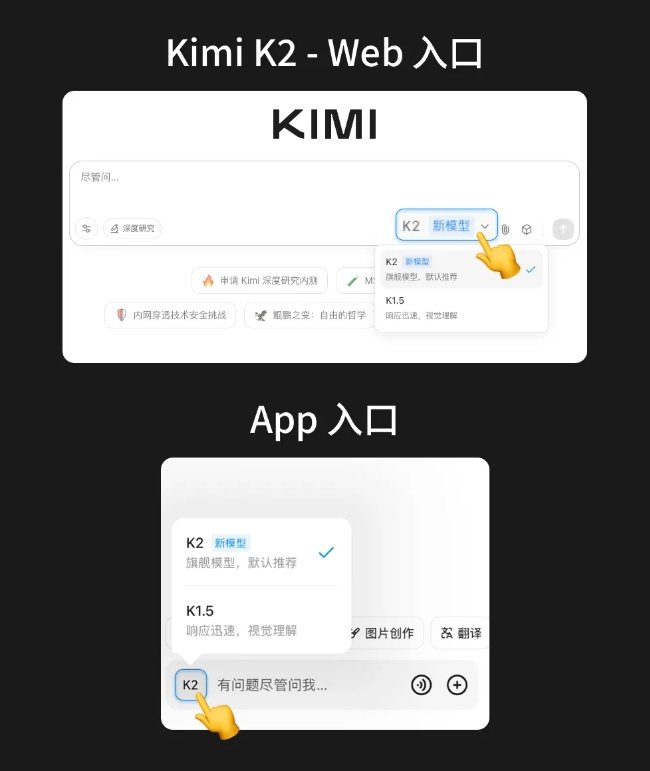 Kimi K2 - Web 入口
KIMI
尽管问...
深度研究
K2 新模型
K2 新模型
旗舰模型，默认推荐
K1.5
响应迅速，视觉理解
申请 Kimi 深度研究内测
内网穿透技术安全挑战
鲲鹏之变：自由的哲学
App 入口
K2 新模型
旗舰模型，默认推荐
K1.5
响应迅速，视觉理解
图片创作
翻译
K2 有问题尽管问我...